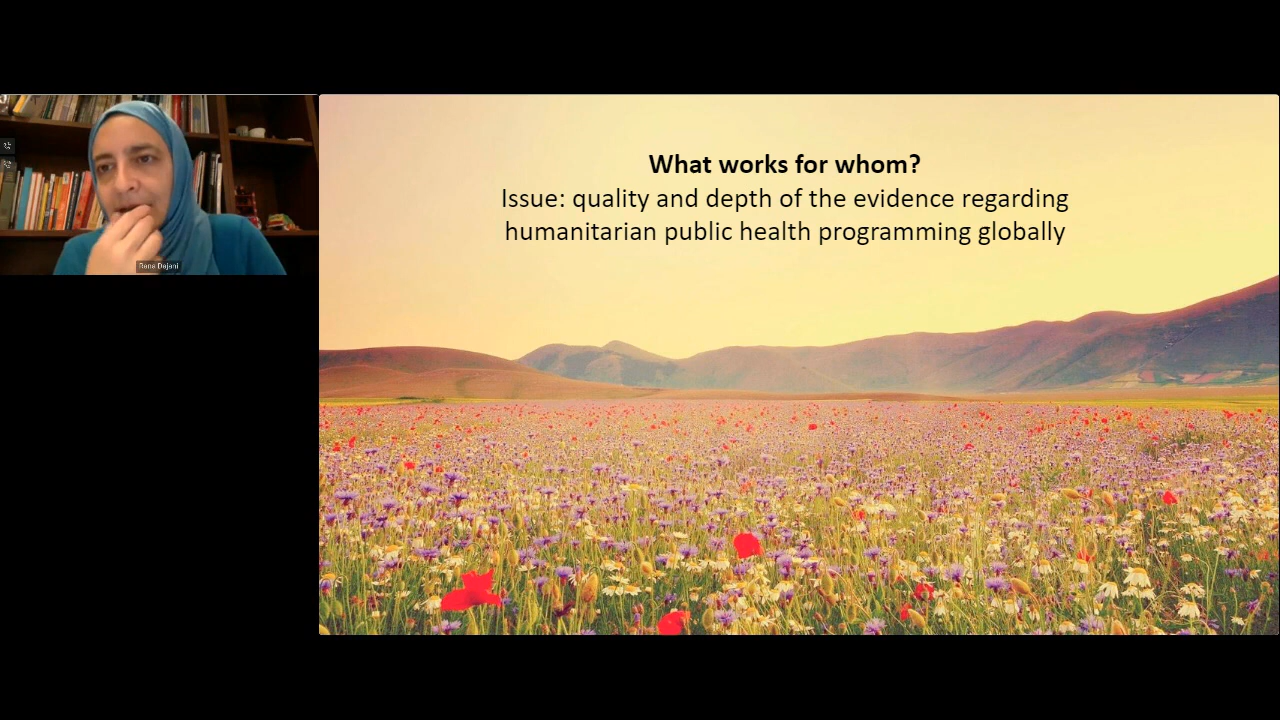 What works for whom?
Issue: quality and depth of the evidence regarding
humanitarian public health programming globally
Rana Dajani